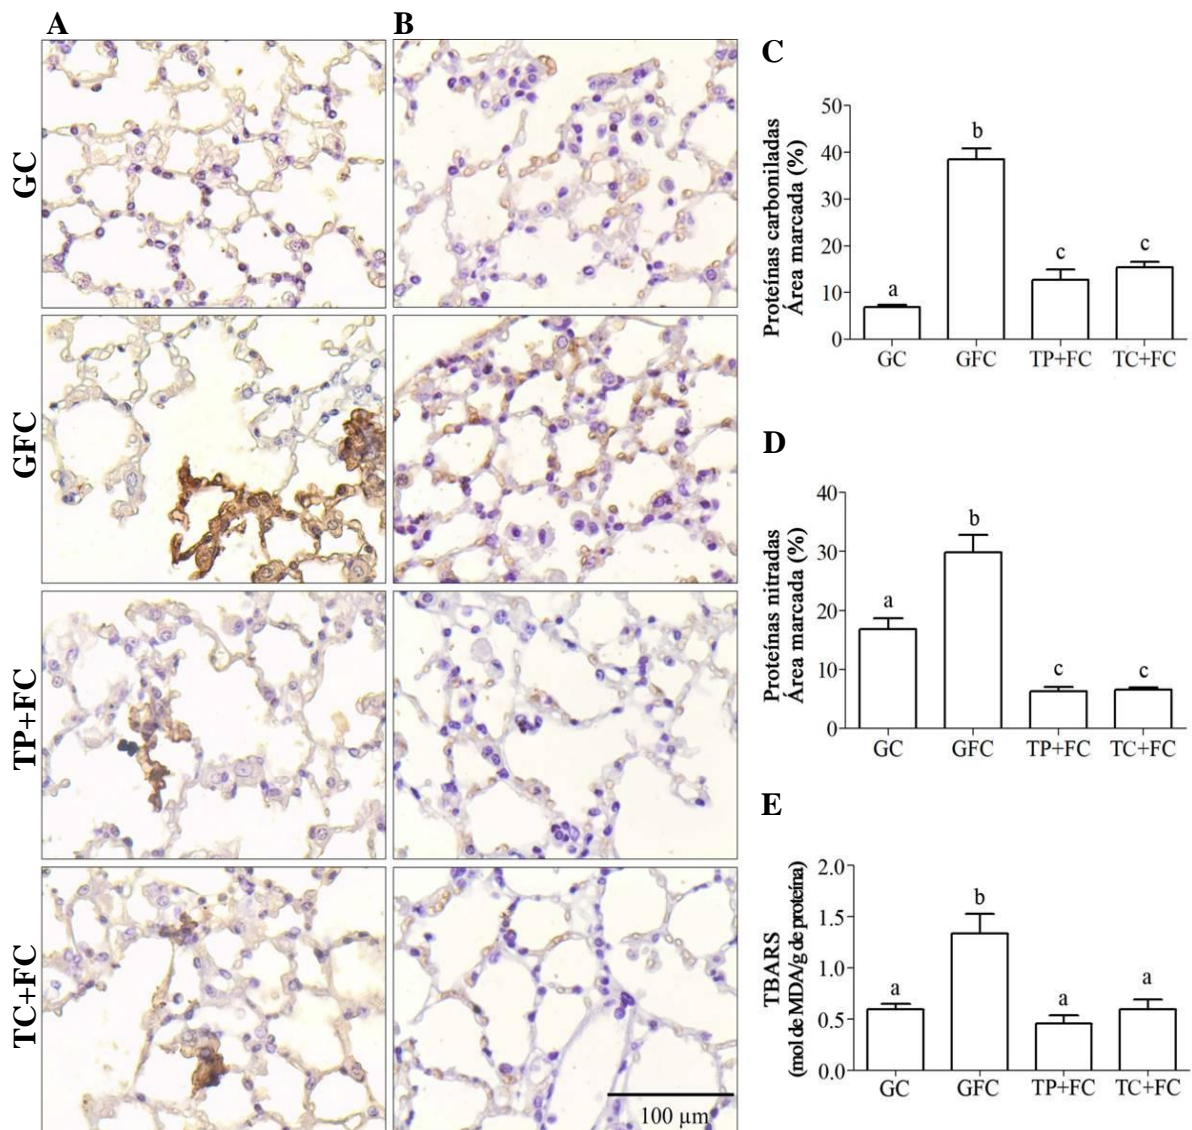 A
B
GC
GFC
TP+FC
TC+FC
100 µm
C
Proteínas carboniladas
Área marcada (%)
50
40
30
20
10
0
a
b
c
c
GC
GFC
TP+FC
TC+FC
D
Proteínas nitradas
Área marcada (%)
40
30
20
10
0
a
b
c
c
GC
GFC
TP+FC
TC+FC
E
TBARS
(mol de MDA/g de proteína)
2.0
1.5
1.0
0.5
0.0
a
b
a
a
GC
GFC
TP+FC
TC+FC